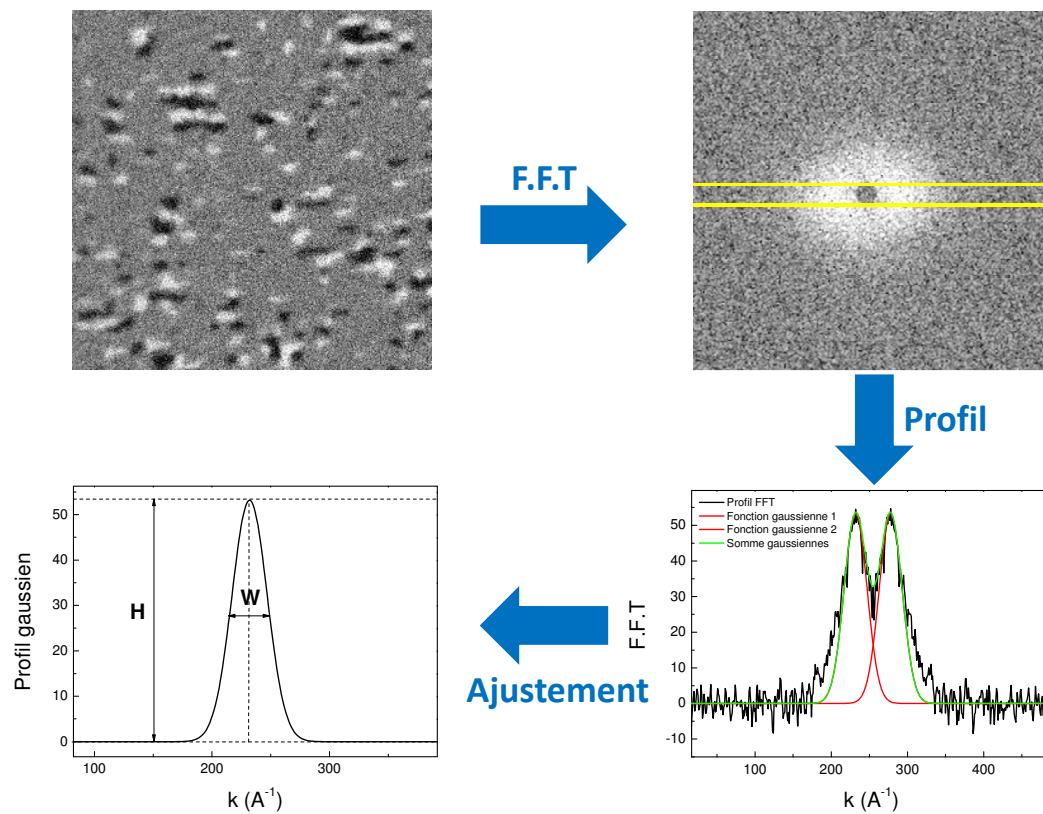 F.F.T
Profil
Profil gaussien
50
40
30
20
10
0
H
W
100
200
300
k (A⁻¹)
Ajustement
F.F.T
Profil FFT
Fonction gaussienne 1
Fonction gaussienne 2
Somme gaussiennes
50
40
30
20
10
0
-10
100
200
300
400
k (A⁻¹)